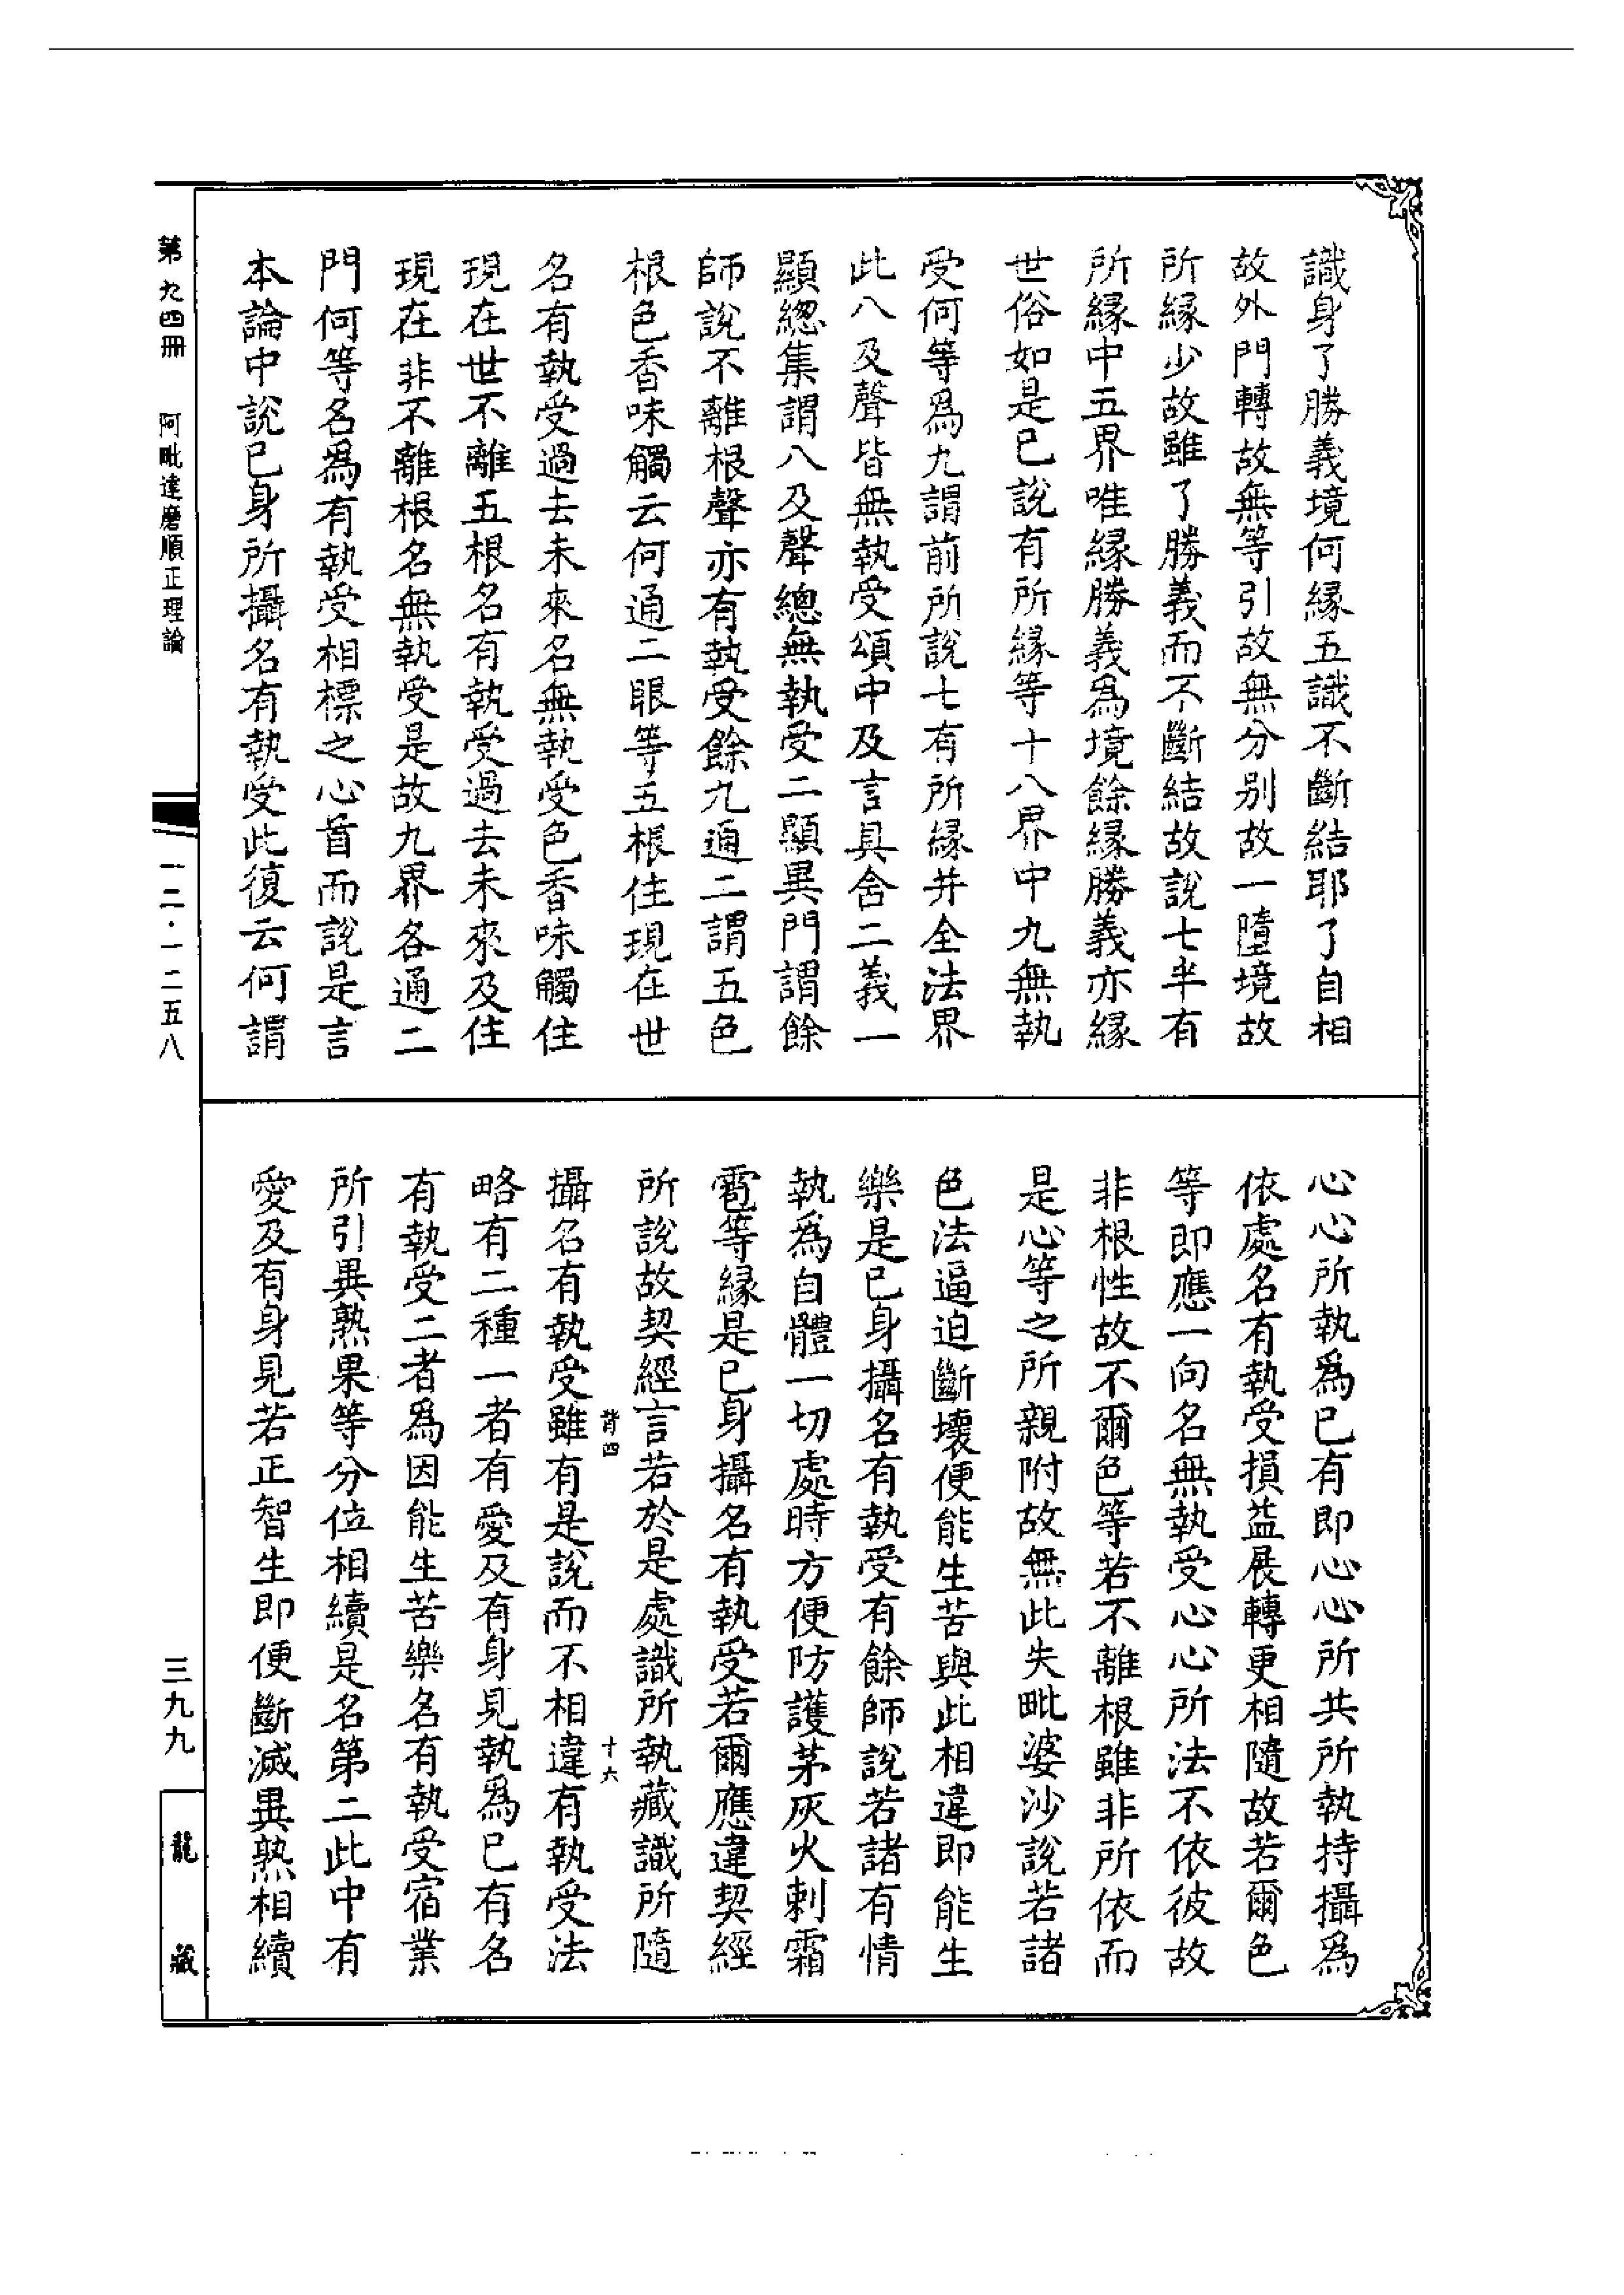 識身了勝義境何緣五識不斷結耶了自相
故外門轉故無等引故無分別故一墮境故
所緣少故雖了勝義而不斷結故說七半有
所緣中五界唯緣勝義爲境餘緣勝義亦緣
世俗如是已說有所緣等十八界中九無執
受何等爲九謂前所說七有所緣并全法界
此八及聲皆無執受頌中及言具含二義一
顯緫集謂八及聲總無執受二顯異門謂餘
師說不離根聲亦有執受餘九通二謂五色
根色香味觸云何通二眼等五根住現在世
名有執受過去未來名無執受色香味觸住
現在世不離五根名有執受過去未來及住
現在非不離根名無執受是故九界各通二
門何等名爲有執受相標之心首而說是言
本論中說已身所攝名有執受此復云何謂
心心所執爲已有即心心所共所執持攝爲
依處名有執受損益展轉更相隨故若爾色
等即應一向名無執受心心所法不依彼故
非根性故不爾色等若不離根雖非所依而
是心等之所親附故無此失毗婆沙說若諸
色法逼迫斷壞便能生苦與此相違即能生
樂是已身攝名有執受有餘師說若諸有情
執爲自體一切處時方便防護茅灰火刺霜
雹等緣是已身攝名有執受若爾應違契經
所說故契經言若於是處識所執藏識所隨
背四
十六
攝名有執受雖有是說而不相違有執受法
略有二種一者有愛及有身見執爲已有名
有執受二者爲因能生苦樂名有執受宿業
所引異熟果等分位相續是名第二此中有
愛及有身見若正智生即便斷滅異熟相續
第九四冊　阿毗達磨順正理論
一二·一二五八
三九九
龍藏